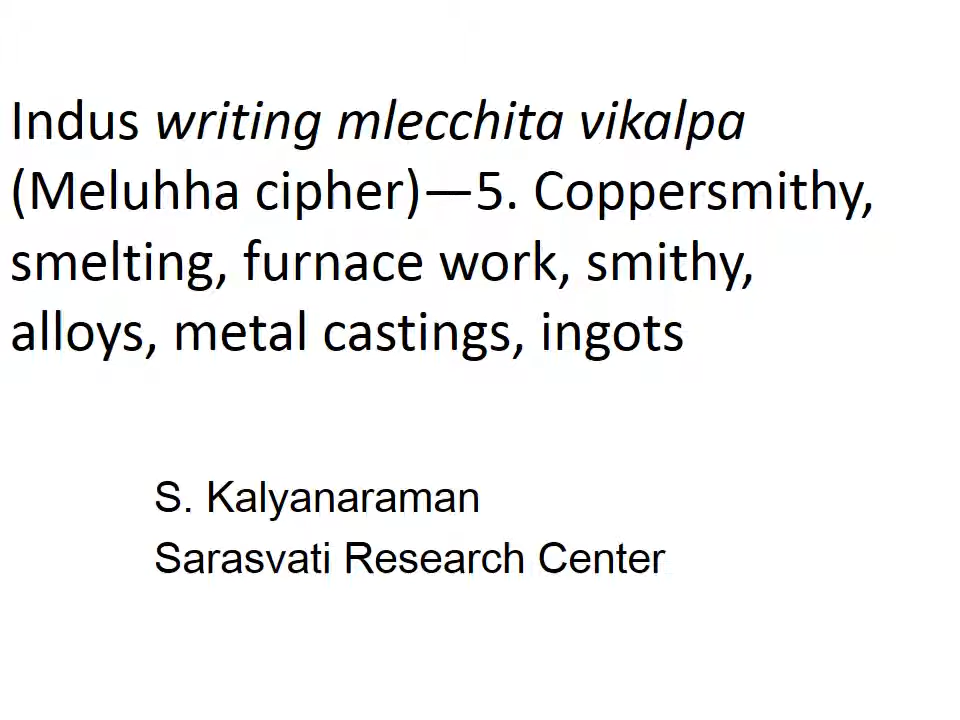 Indus writing mlecchita vikalpa
(Meluhha cipher)—5. Coppersmithy,
smelting, furnace work, smithy,
alloys, metal castings, ingots
S. Kalyanaraman
Sarasvati Research Center